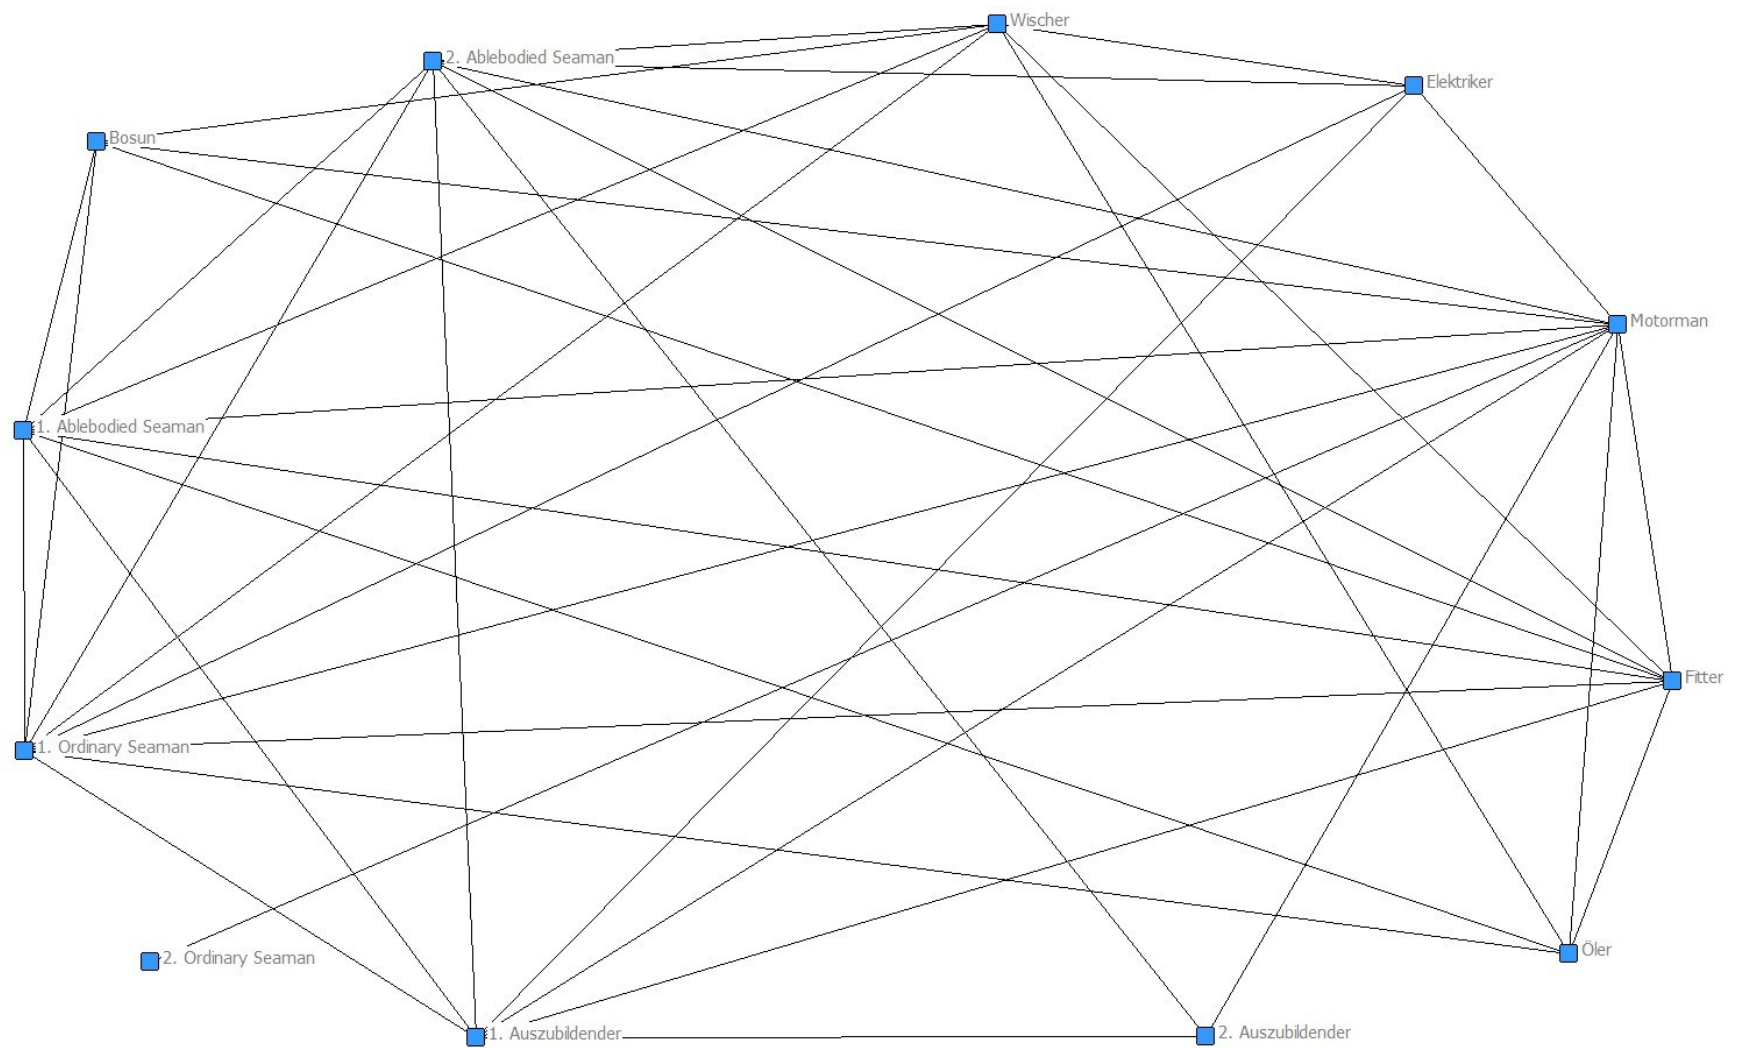 Wischer
2. Ablebodied Seaman
Elektriker
Bosun
Motorman
1. Ablebodied Seaman
Fitter
1. Ordinary Seaman
Öler
2. Ordinary Seaman
1. Auszubildender
2. Auszubildender